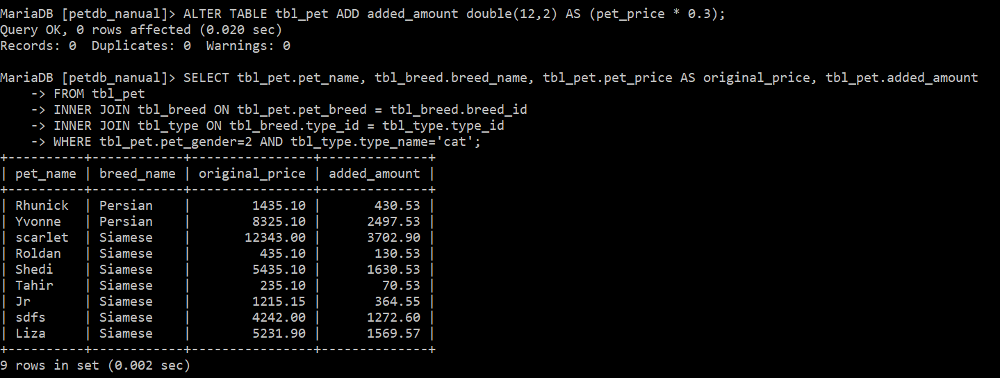 MariaDB [petdb_nanual]> ALTER TABLE tbl_pet ADD added_amount double(12,2) AS (pet_price * 0.3);
Query OK, 0 rows affected (0.020 sec)
Records: 0  Duplicates: 0  Warnings: 0

MariaDB [petdb_nanual]> SELECT tbl_pet.pet_name, tbl_breed.breed_name, tbl_pet.pet_price AS original_price, tbl_pet.added_amount
    -> FROM tbl_pet
    -> INNER JOIN tbl_breed ON tbl_pet.pet_breed = tbl_breed.breed_id
    -> INNER JOIN tbl_type ON tbl_breed.type_id = tbl_type.type_id
    -> WHERE tbl_pet.pet_gender=2 AND tbl_type.type_name='cat';
+----------+------------+----------------+--------------+
| pet_name | breed_name | original_price | added_amount |
+----------+------------+----------------+--------------+
| Rhunick  | Persian    |        1435.10 |       430.53 |
| Yvonne   | Persian    |        8325.10 |      2497.53 |
| scarlet  | Siamese    |       12343.00 |      3702.90 |
| Roldan   | Siamese    |         435.10 |       130.53 |
| Shedi    | Siamese    |        5435.10 |      1630.53 |
| Tahir    | Siamese    |         235.10 |        70.53 |
| Jr       | Siamese    |        1215.15 |       364.55 |
| sdfs     | Siamese    |        4242.00 |      1272.60 |
| Liza     | Siamese    |        5231.90 |      1569.57 |
+----------+------------+----------------+--------------+
9 rows in set (0.002 sec)